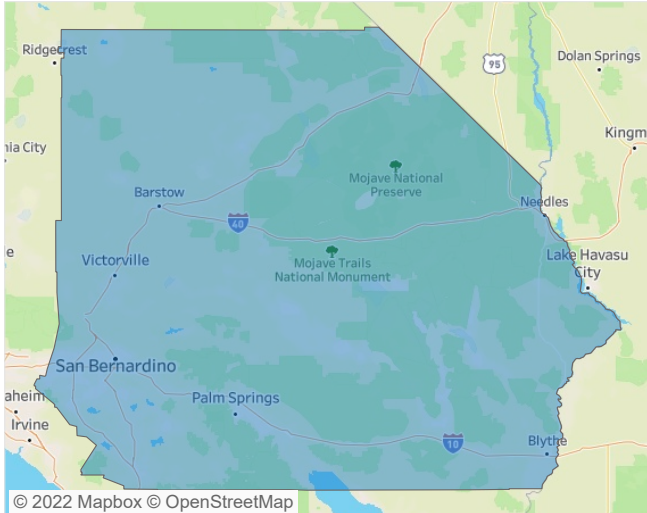 Ridgecrest
Dolan Springs
95
Kingm
nia City
Mojave National
Preserve
Barstow
Needles
40
Lake Havasu
City
le
Victorville
Mojave Trails
National Monument
San Bernardino
aheim
Palm Springs
Irvine
10
Blythe
© 2022 Mapbox © OpenStreetMap